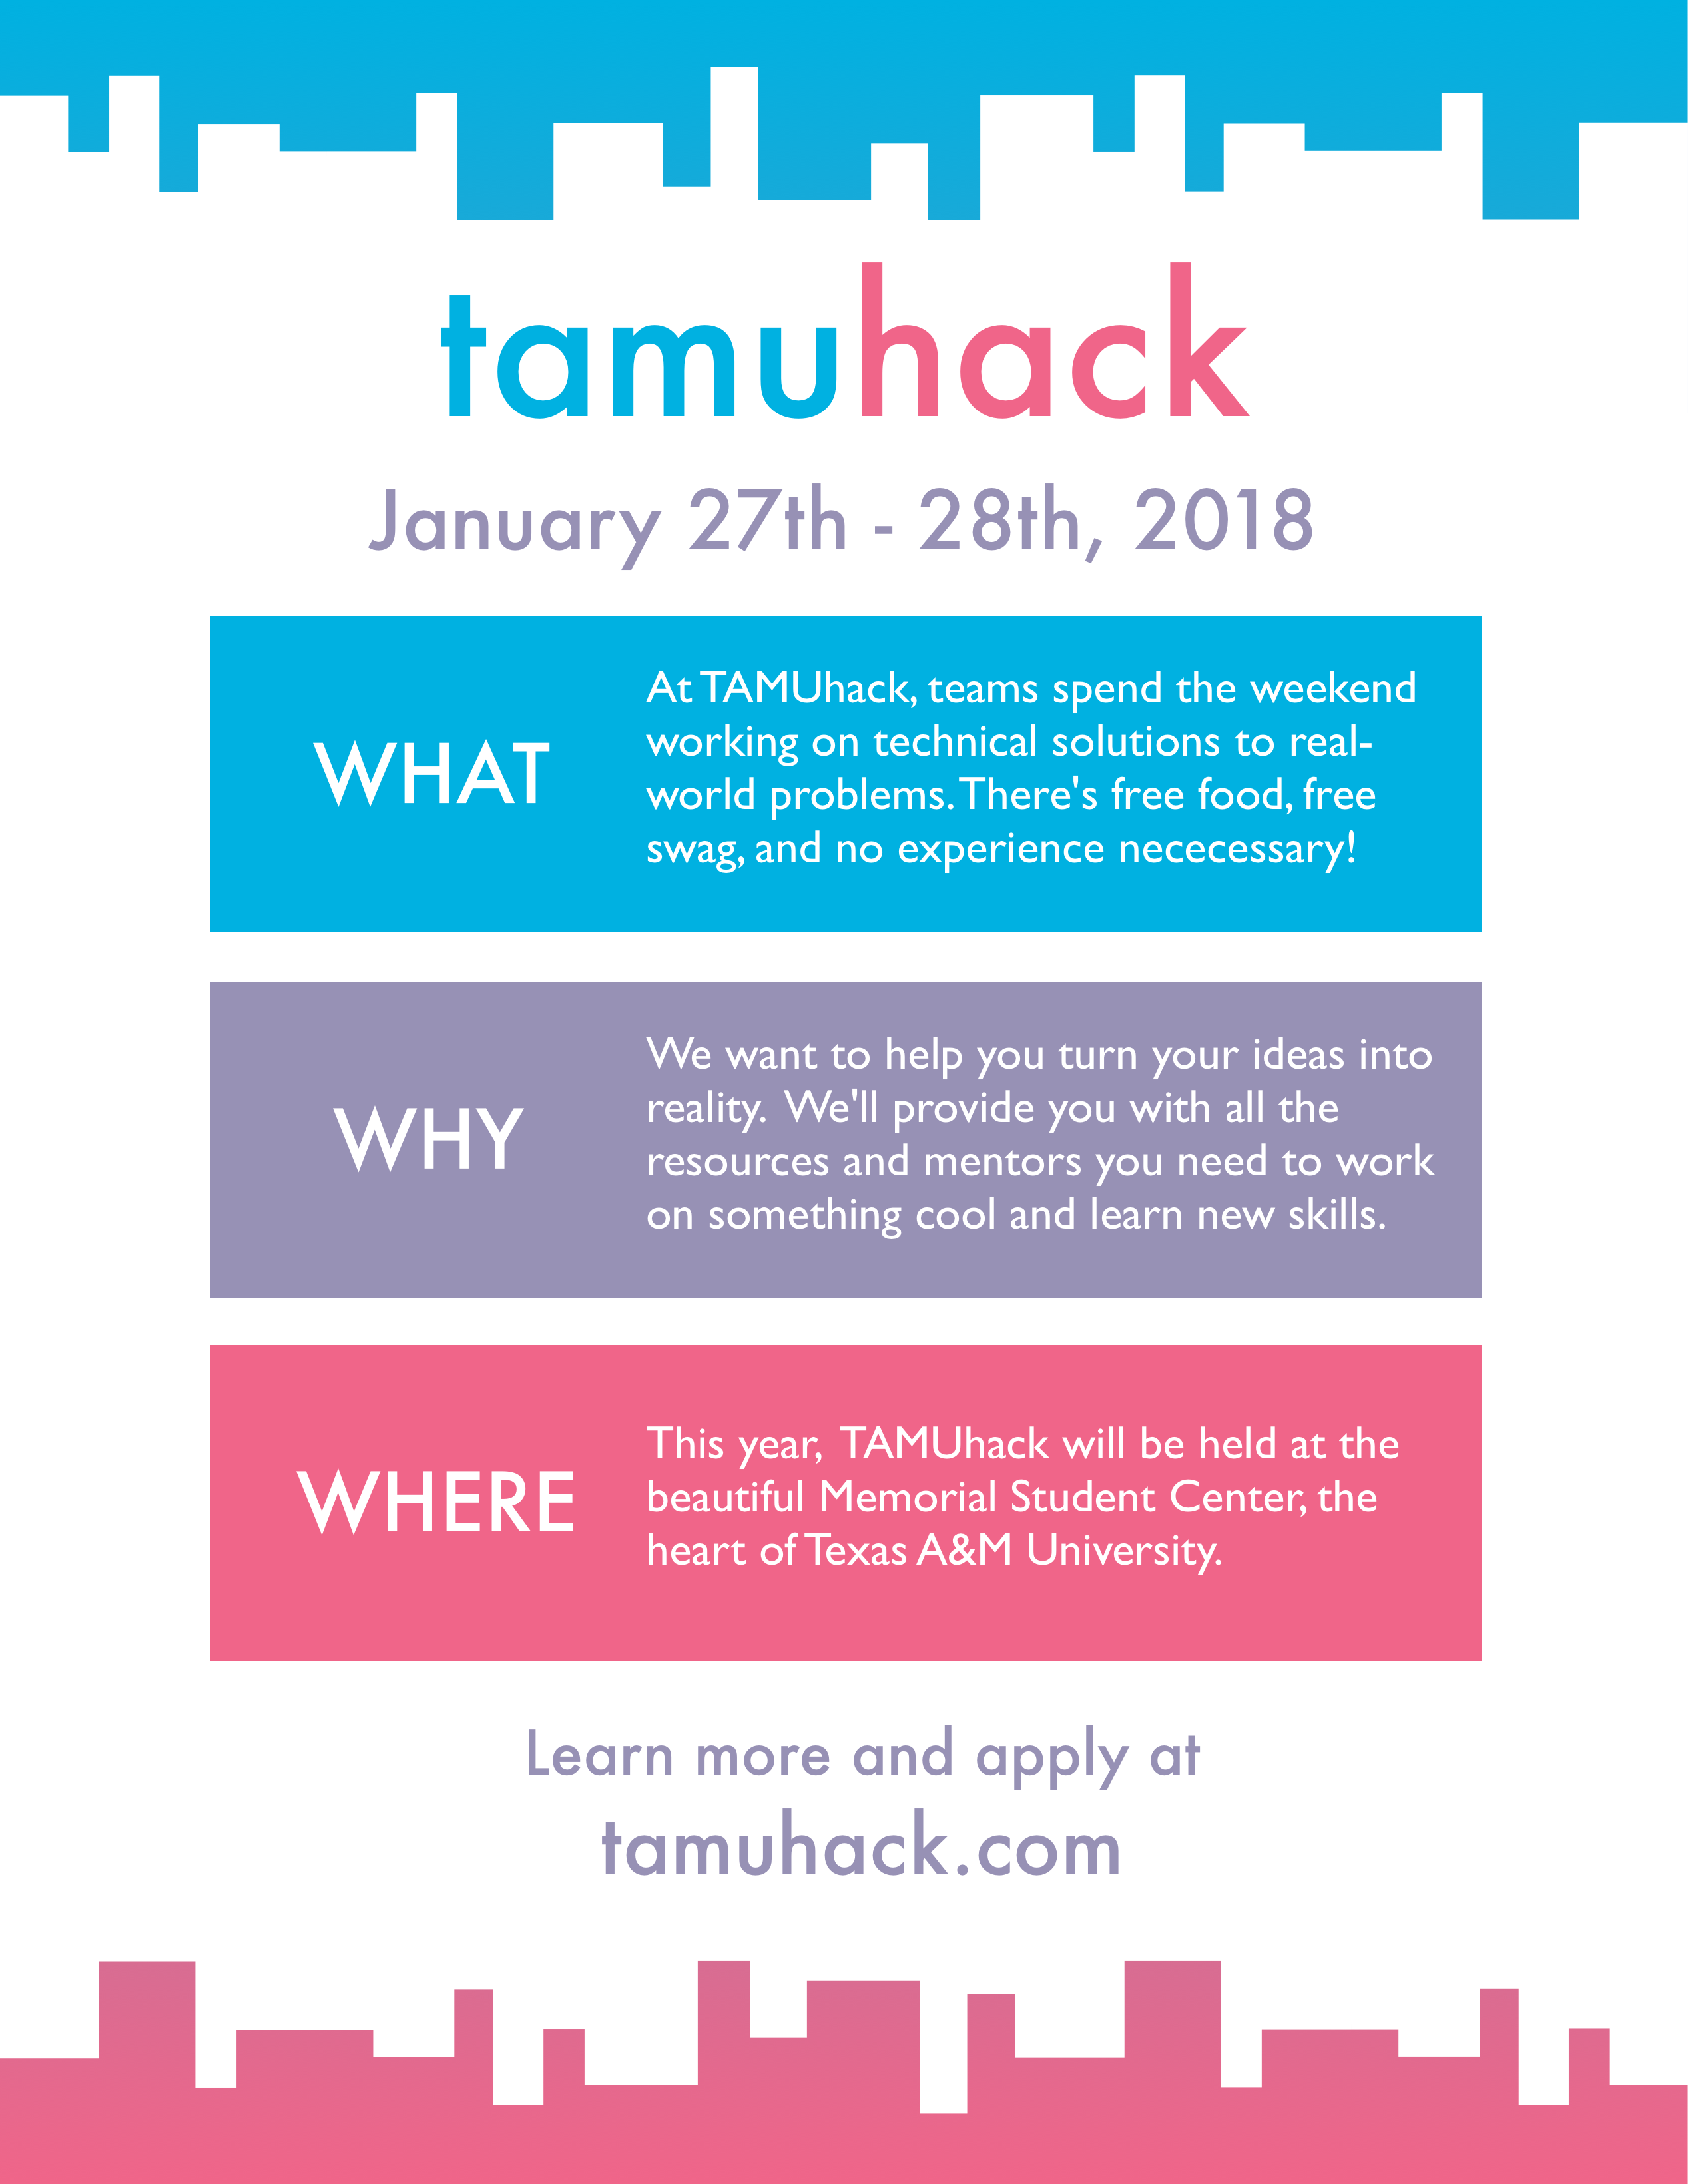 tamuhack
January 27th - 28th, 2018
WHAT
At TAMUhack, teams spend the weekend
working on technical solutions to real-
world problems. There's free food, free
swag, and no experience nececessary!
WHY
We want to help you turn your ideas into
reality. We'll provide you with all the
resources and mentors you need to work
on something cool and learn new skills.
WHERE
This year, TAMUhack will be held at the
beautiful Memorial Student Center, the
heart of Texas A&M University.
Learn more and apply at
tamuhack.com